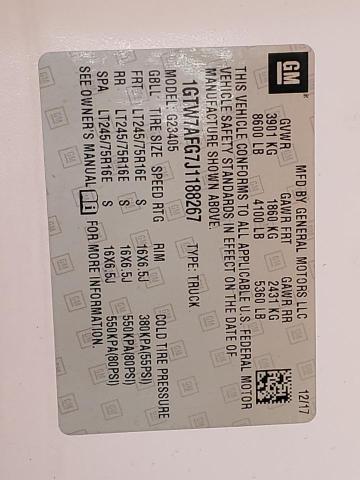 GM
MFD BY GENERAL MOTORS LLC 12/17
GVWR GAWR FRT GAWR RR
3901 KG 1860 KG 2431 KG
8600 LB 4100 LB 5360 LB
THIS VEHICLE CONFORMS TO ALL APPLICABLE U.S. FEDERAL MOTOR
VEHICLE SAFETY STANDARDS IN EFFECT ON THE DATE OF
MANUFACTURE SHOWN ABOVE.
1GTW7AFG7J1188267 TYPE: TRUCK
MODEL: G23405
GBLL TIRE SIZE SPEED RTG RIM COLD TIRE PRESSURE
FRT LT245/75R16E S 16X6.5J 380KPA(55PSI)
RR LT245/75R16E S 16X6.5J 550KPA(80PSI)
SPA LT245/75R16E S 16X6.5J 550KPA(80PSI)
SEE OWNER'S MANUAL i FOR MORE INFORMATION.